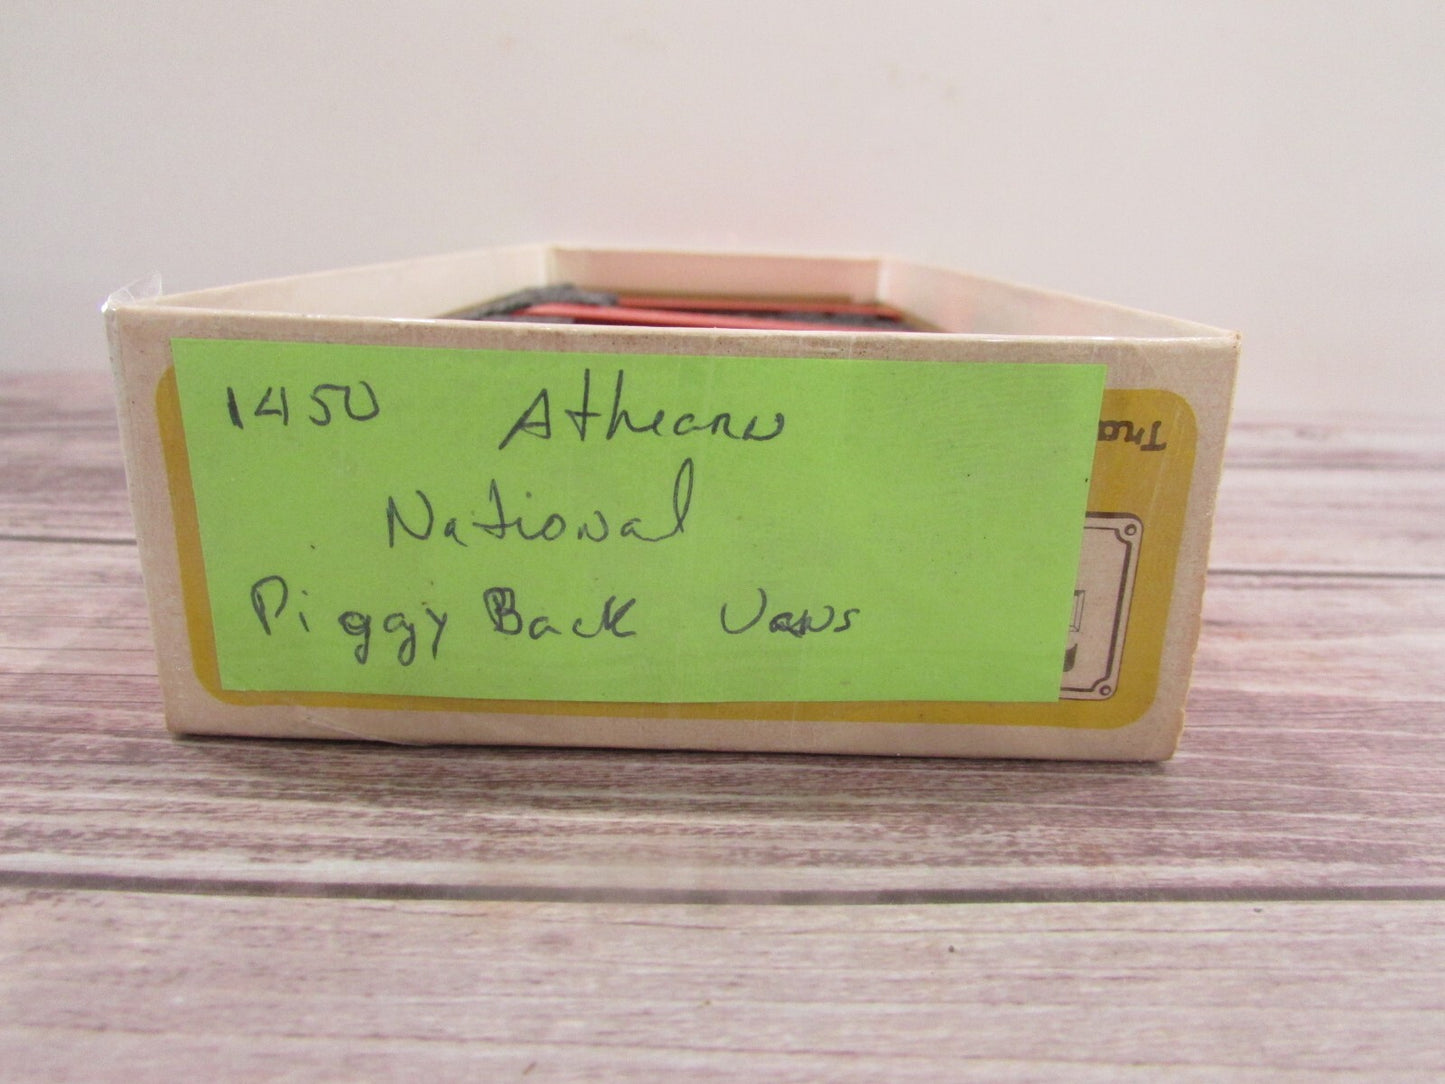 1450 Athearn
National
Piggy Back Vans